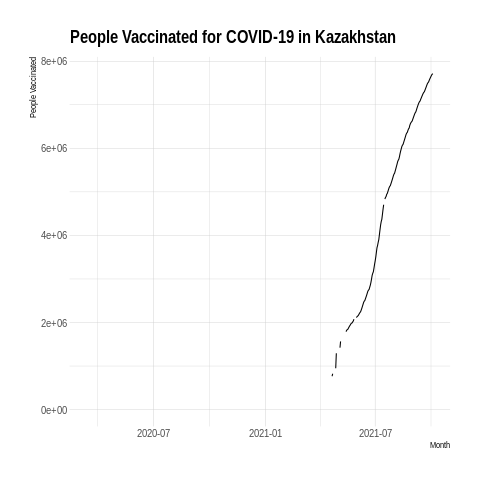 People Vaccinated for COVID-19 in Kazakhstan
People Vaccinated
8e+06
6e+06
4e+06
2e+06
0e+00
2020-07
2021-01
2021-07
Month